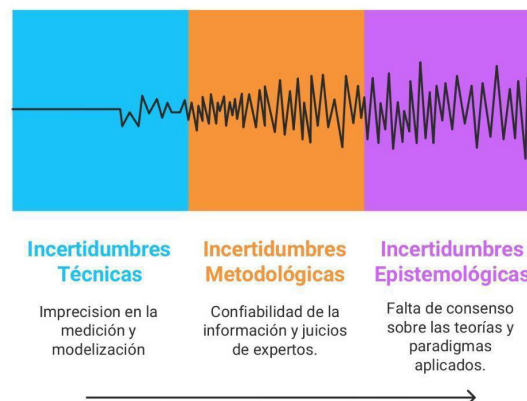 Incertidumbres
Técnicas
Imprecision en la
medición y
modelización
Incertidumbres
Metodológicas
Confiabilidad de la
información y juicios
de expertos.
Incertidumbres
Epistemológicas
Falta de consenso
sobre las teorías y
paradigmas
aplicados.